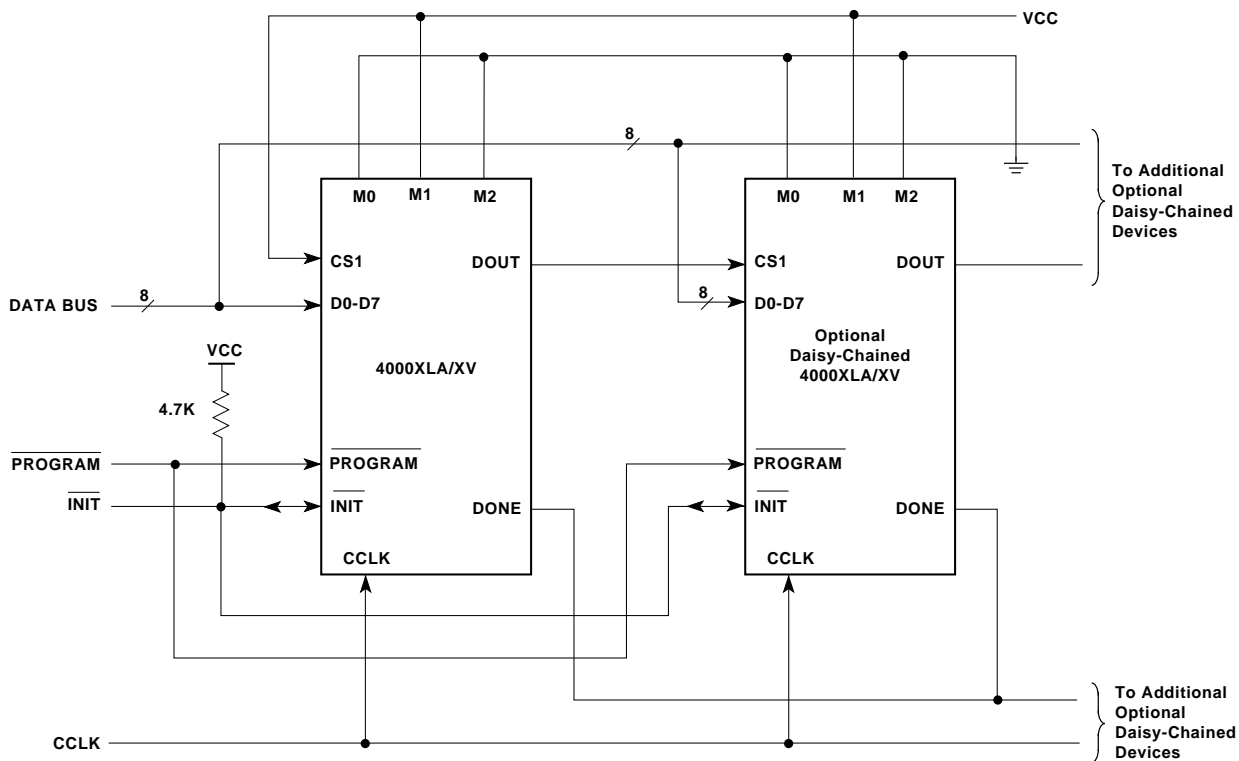 VCC
8
M0
M1
M2
M0
M1
M2
To Additional
Optional
Daisy-Chained
Devices
CS1
DOUT
CS1
DOUT
DATA BUS
8
D0-D7
8
D0-D7
VCC
4.7K
4000XLA/XV
Optional
Daisy-Chained
4000XLA/XV
PROGRAM
PROGRAM
PROGRAM
INIT
INIT
DONE
INIT
DONE
CCLK
CCLK
To Additional
Optional
Daisy-Chained
Devices
CCLK